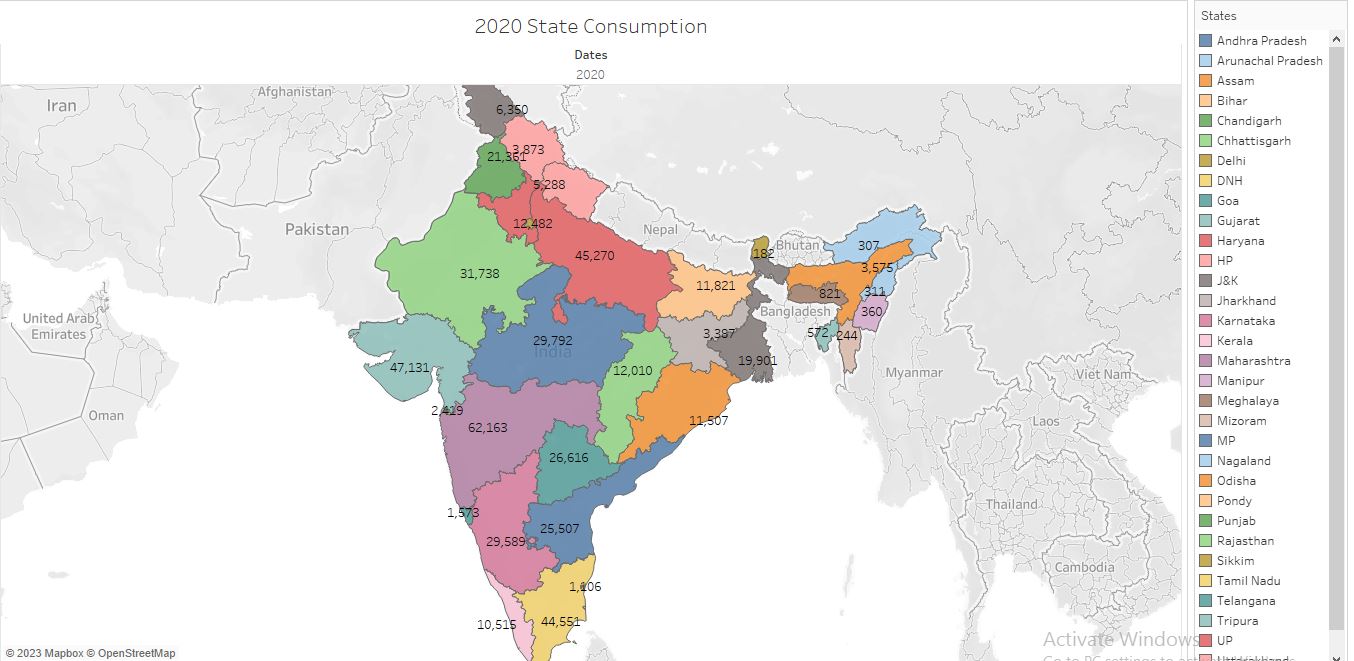 2020 State Consumption
Dates
2020
States
Andhra Pradesh
Arunachal Pradesh
Assam
Bihar
Chandigarh
Chhattisgarh
Delhi
DNH
Goa
Gujarat
Haryana
HP
J&K
Jharkhand
Karnataka
Kerala
Maharashtra
Manipur
Meghalaya
Mizoram
MP
Nagaland
Odisha
Pondy
Punjab
Rajasthan
Sikkim
Tamil Nadu
Telangana
Tripura
UP
Uttarakhand
Iran
Afghanistan
6,350
3,873
21,361
5,288
Pakistan
12,482
Nepal
Bhutan
307
182
45,270
3,575
31,738
11,821
821
311
360
Bangladesh
United Arab
Emirates
572
244
3,387
29,792
India
19,901
47,131
12,010
Myanmar
Viet Nam
Oman
2,419
11,507
Laos
62,163
26,616
Thailand
1,573
25,507
29,589
Cambodia
1,106
10,515
44,551
Activate Windows
© 2023 Mapbox © OpenStreetMap